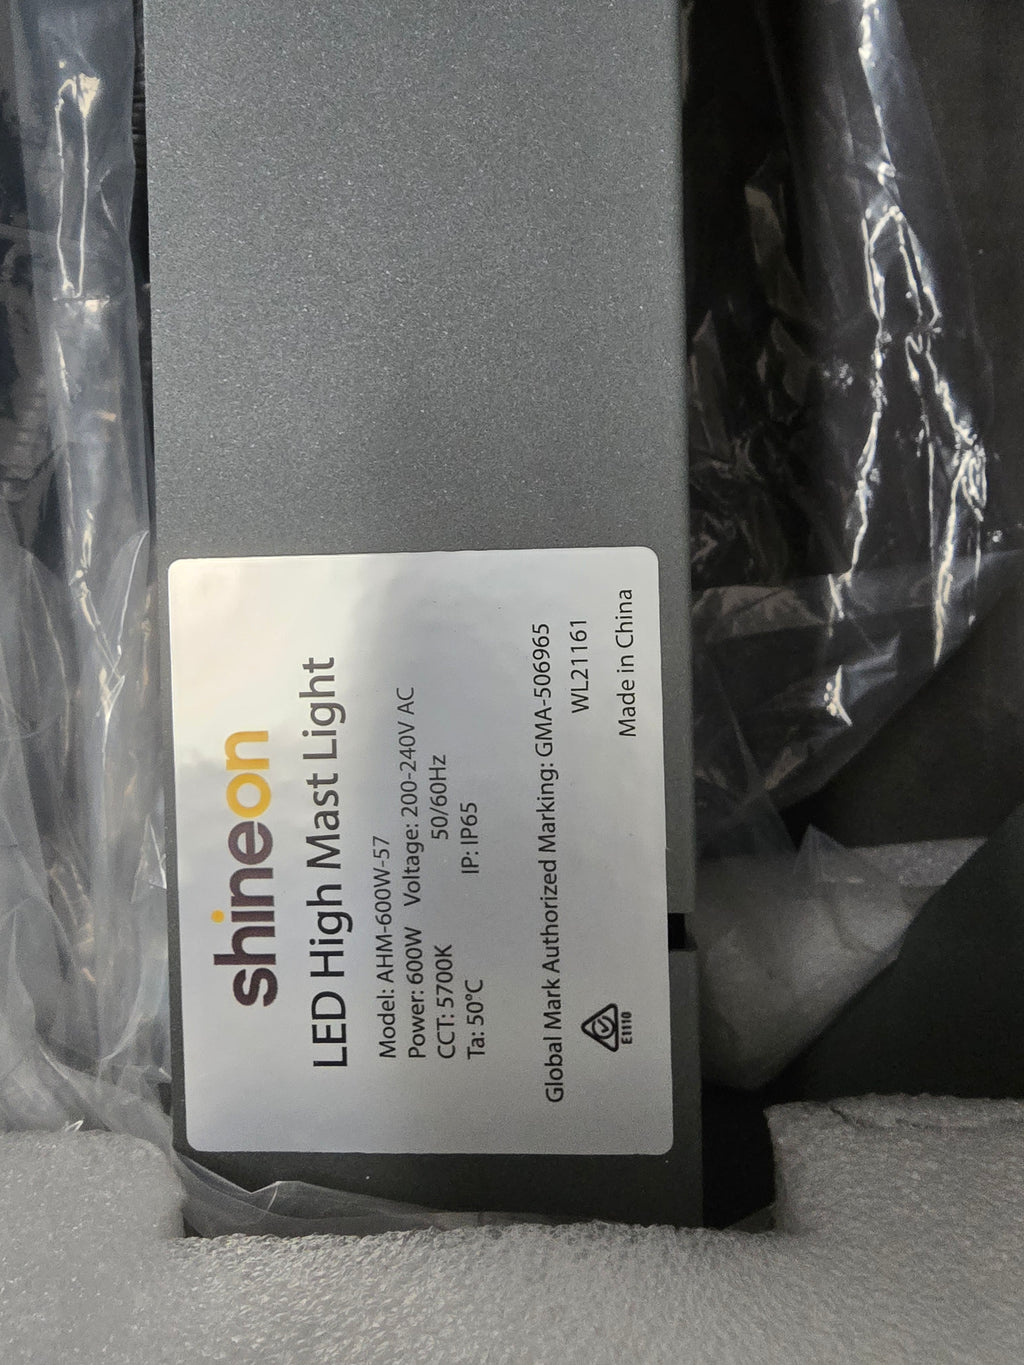 shineon
LED High Mast Light
Model: AHM-600W-57
Power: 600W Voltage: 200-240V AC
CCT: 5700K 50/60Hz
Ta: 50°C IP: IP65
Global Mark Authorized Marking: GMA-506965
WL21161
E1110
Made in China